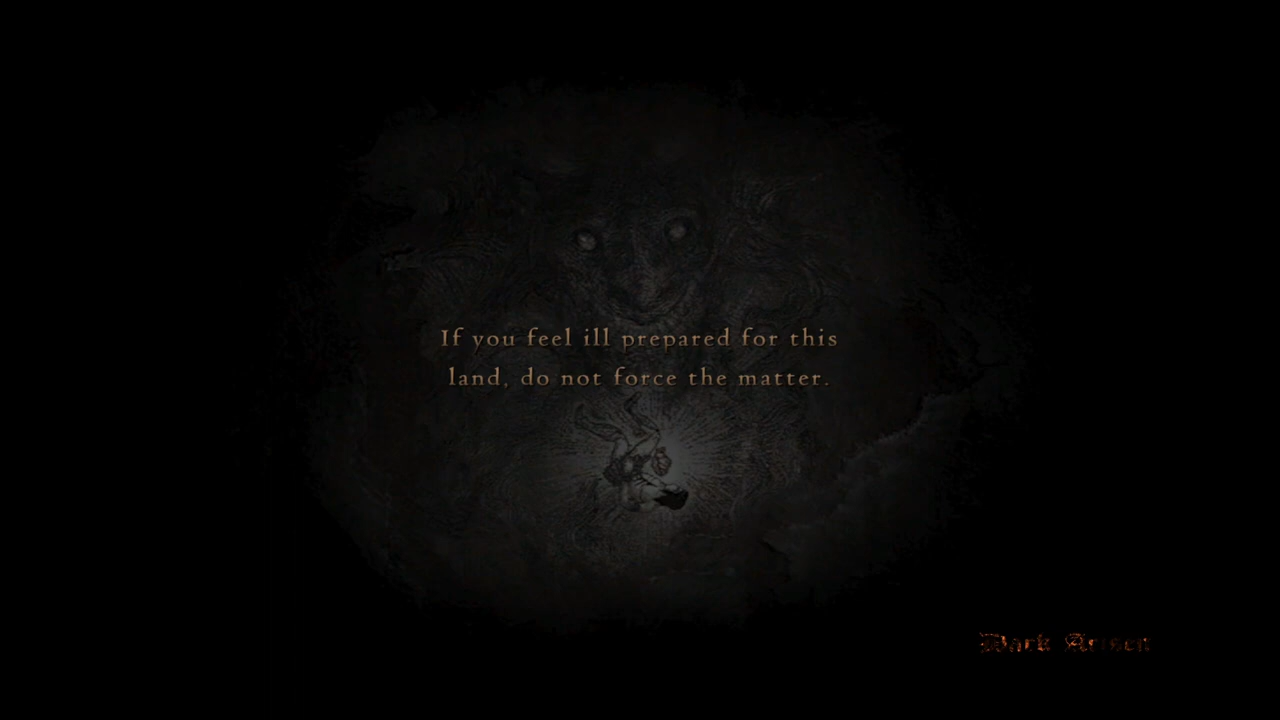 If you feel ill prepared for this
land, do not force the matter.
Dark Arisen